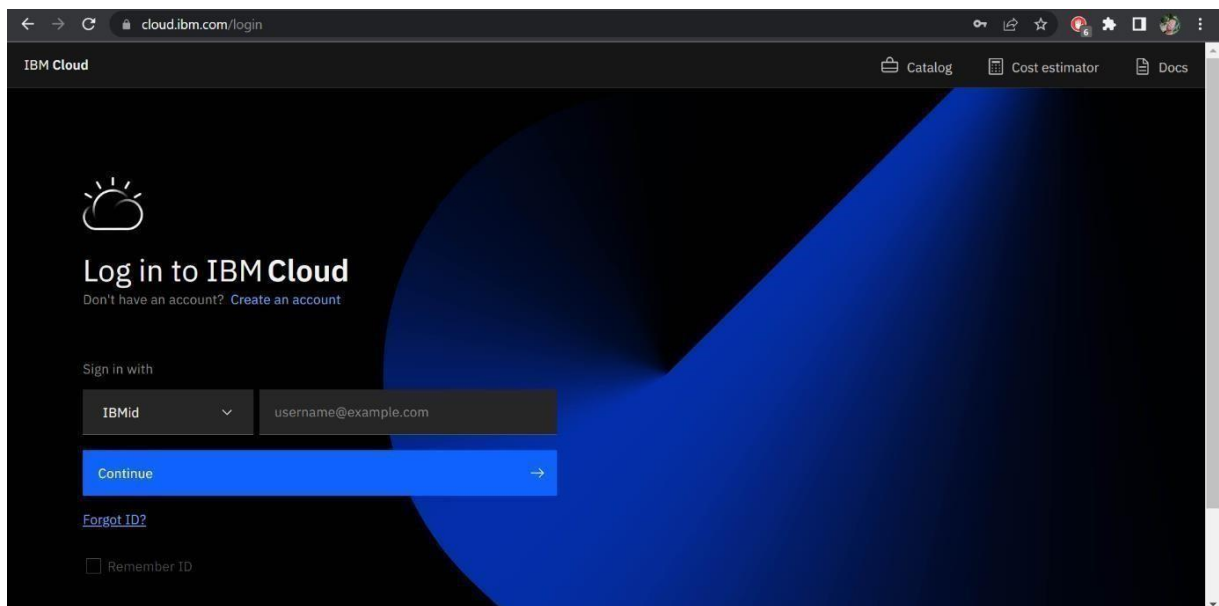 cloud.ibm.com/login
6
IBM Cloud
Catalog
Cost estimator
Docs
Log in to IBM Cloud
Don't have an account? Create an account
Sign in with
IBMid
username@example.com
Continue
Forgot ID?
Remember ID